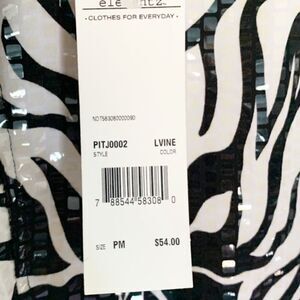 - CLOTHES FOR EVERYDAY -
PITJ0002 LVINE
STYLE COLOR
7 88544 58308 0
SIZE PM $54.00